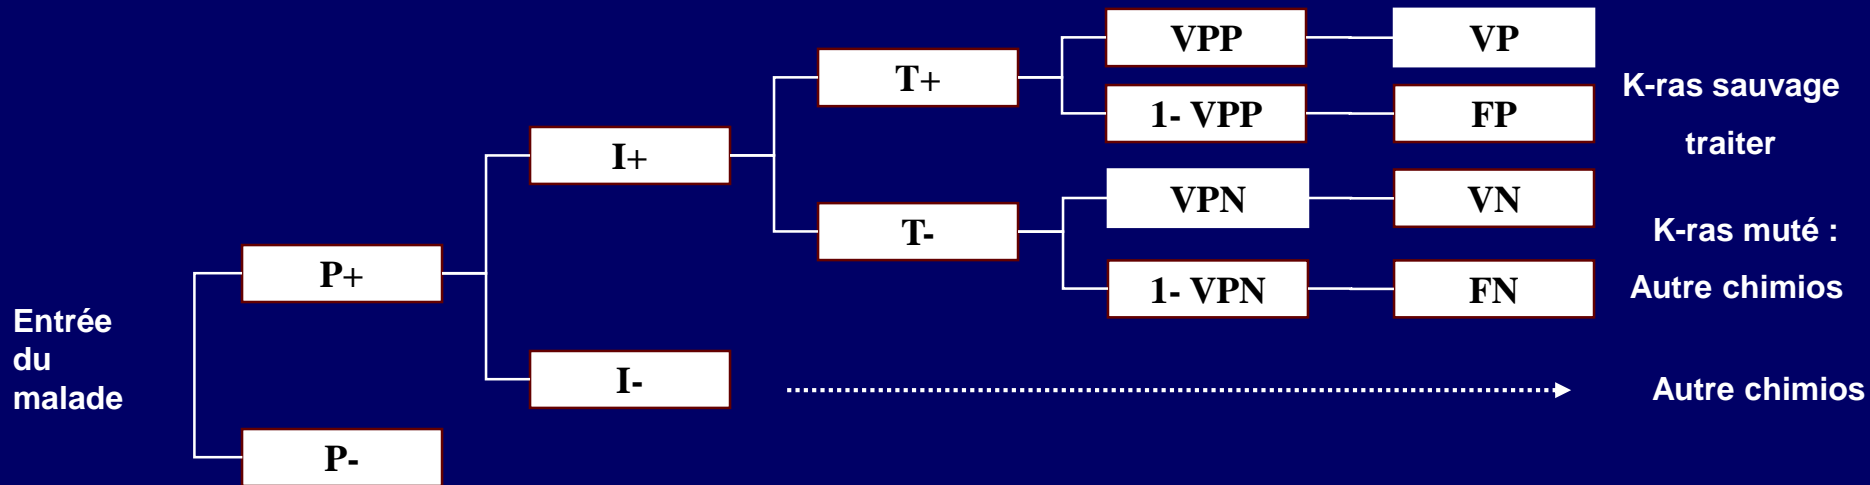 VPP
VP
T+
K-ras sauvage
1- VPP
FP
traiter
I+
VPN
VN
T-
K-ras muté :
P+
1- VPN
FN
Autre chimios
Entrée
du
malade
I-
Autre chimios
P-